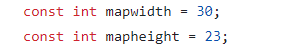 const int mapwidth = 30;
const int mapheight = 23;